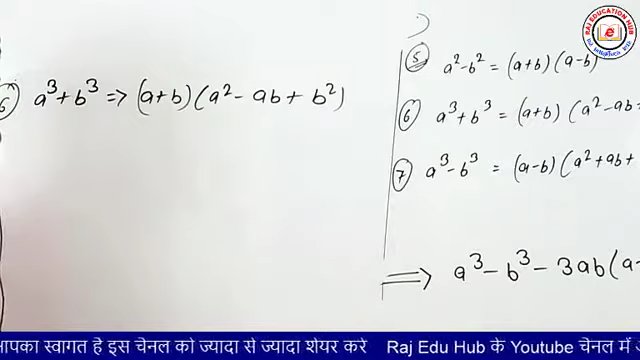 6 a³+b³ => (a+b) (a² - ab + b²)
5 a²-b² = (a+b) (a-b)
6 a³+b³ = (a+b) (a²-ab+
7 a³-b³ = (a-b) (a²+ab+
=> a³-b³-3ab(a-
RAJ EDUCATION HUB
e
आपका स्वागत है इस चेनल को ज्यादा से ज्यादा शेयर करे Raj Edu Hub के Youtube चेनल में